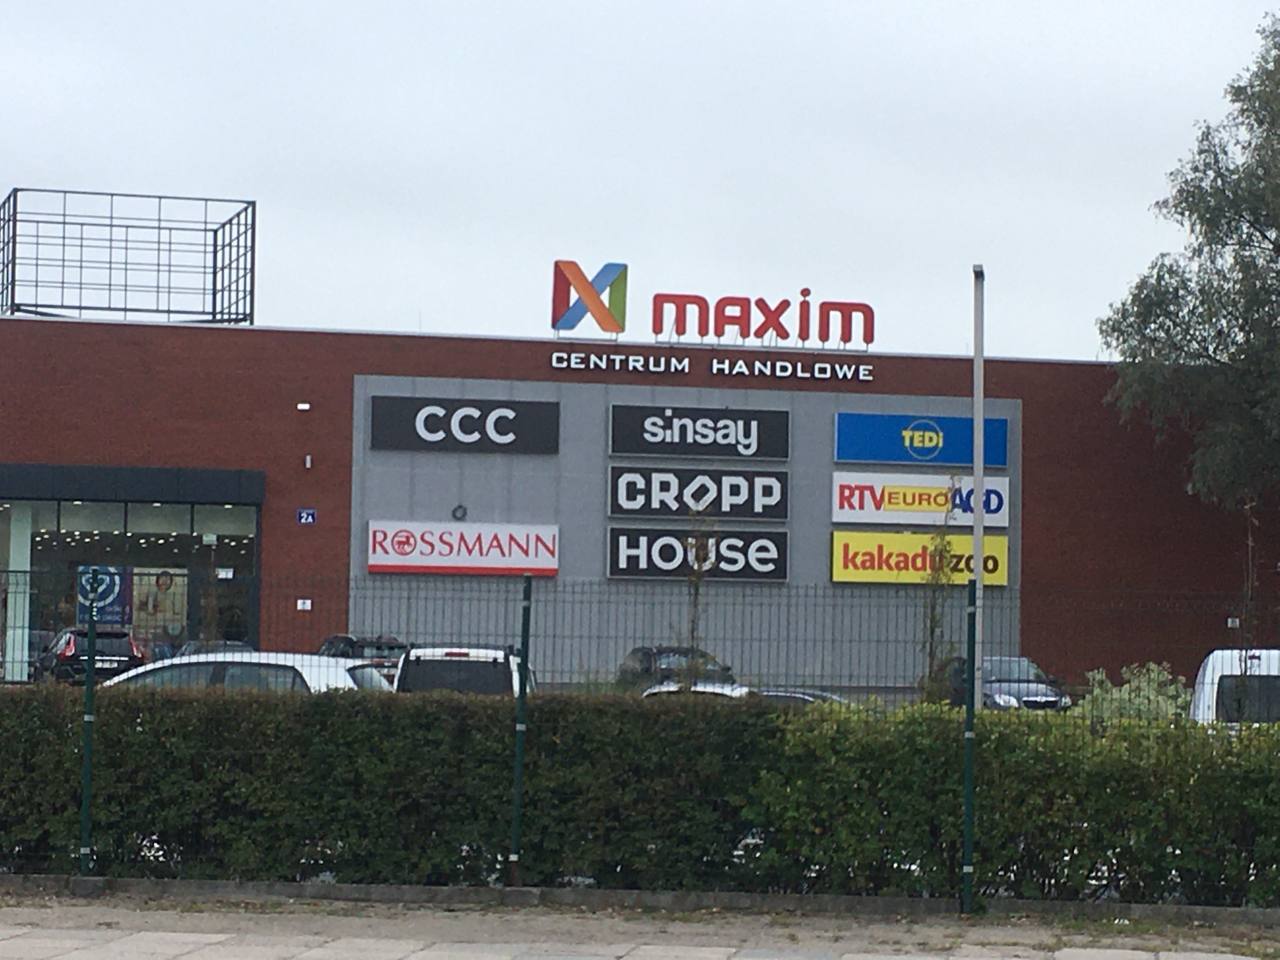 maxim
CENTRUM HANDLOWE
CCC
sinsay
TEDi
CROPP
RTV EURO AGD
2A
ROSSMANN
HOUSE
kakadu zoo